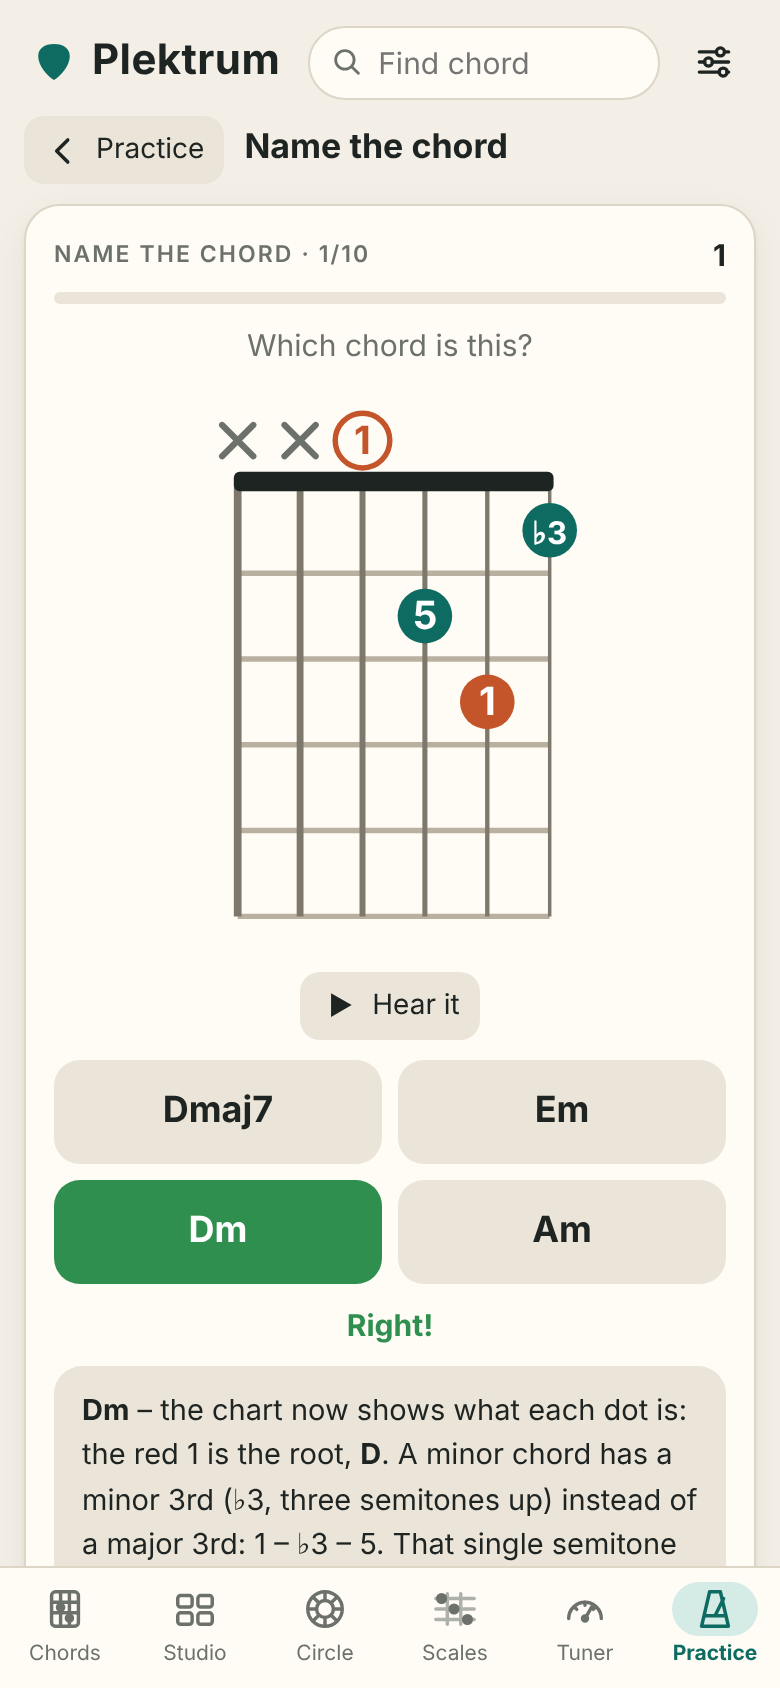 Plektrum
Find chord
Practice
Name the chord
NAME THE CHORD · 1/10
1
Which chord is this?
1
♭3
5
1
Hear it
Dmaj7
Em
Dm
Am
Right!
Dm – the chart now shows what each dot is:
the red 1 is the root, D. A minor chord has a
minor 3rd (♭3, three semitones up) instead of
a major 3rd: 1 – ♭3 – 5. That single semitone
Chords
Studio
Circle
Scales
Tuner
Practice